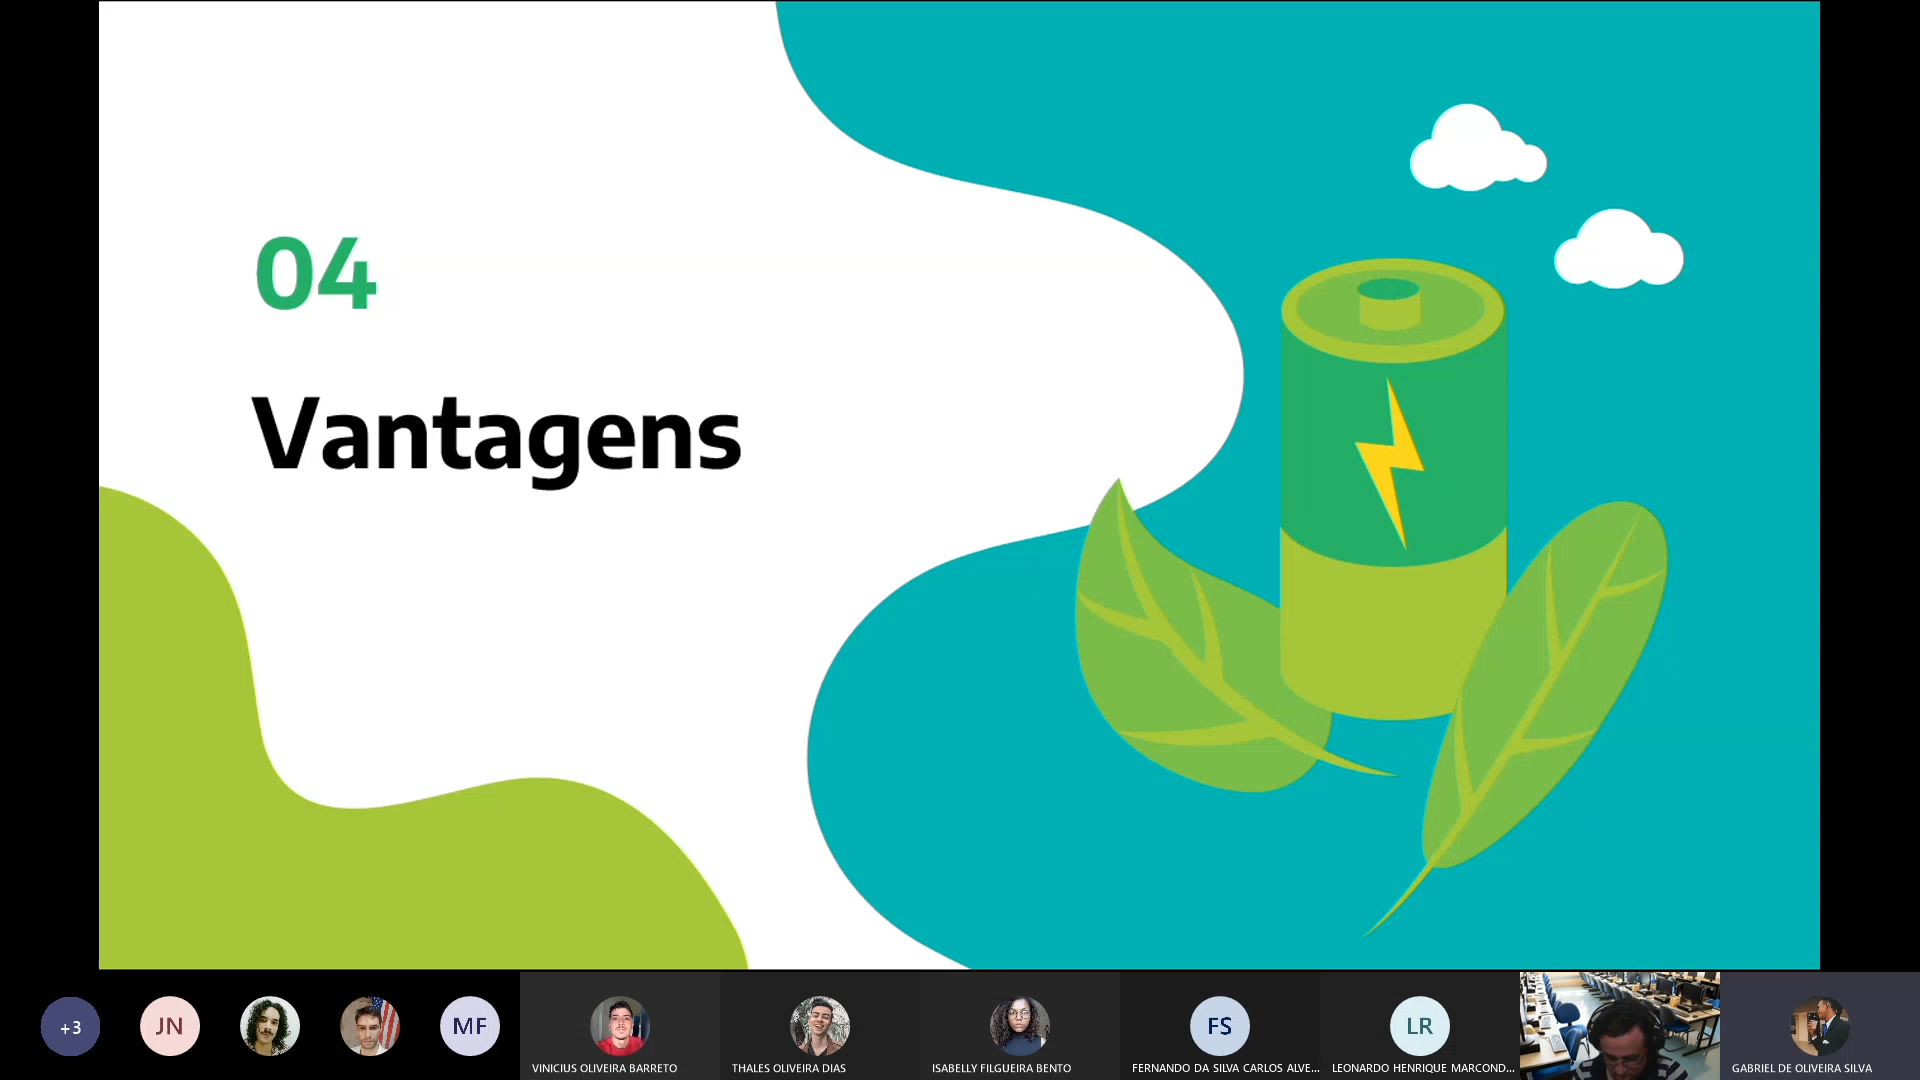 04
Vantagens
+3
JN
MF
FS
LR
VINICIUS OLIVEIRA BARRETO
THALES OLIVEIRA DIAS
ISABELLY FILGUEIRA BENTO
FERNANDO DA SILVA CARLOS ALVE...
LEONARDO HENRIQUE MARCOND...
GABRIEL DE OLIVEIRA SILVA